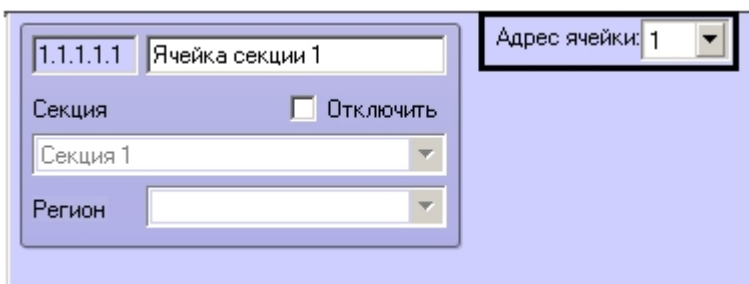 1.1.1.1.1 Ячейка секции 1 Адрес ячейки: 1
Секция Отключить
Секция 1
Регион